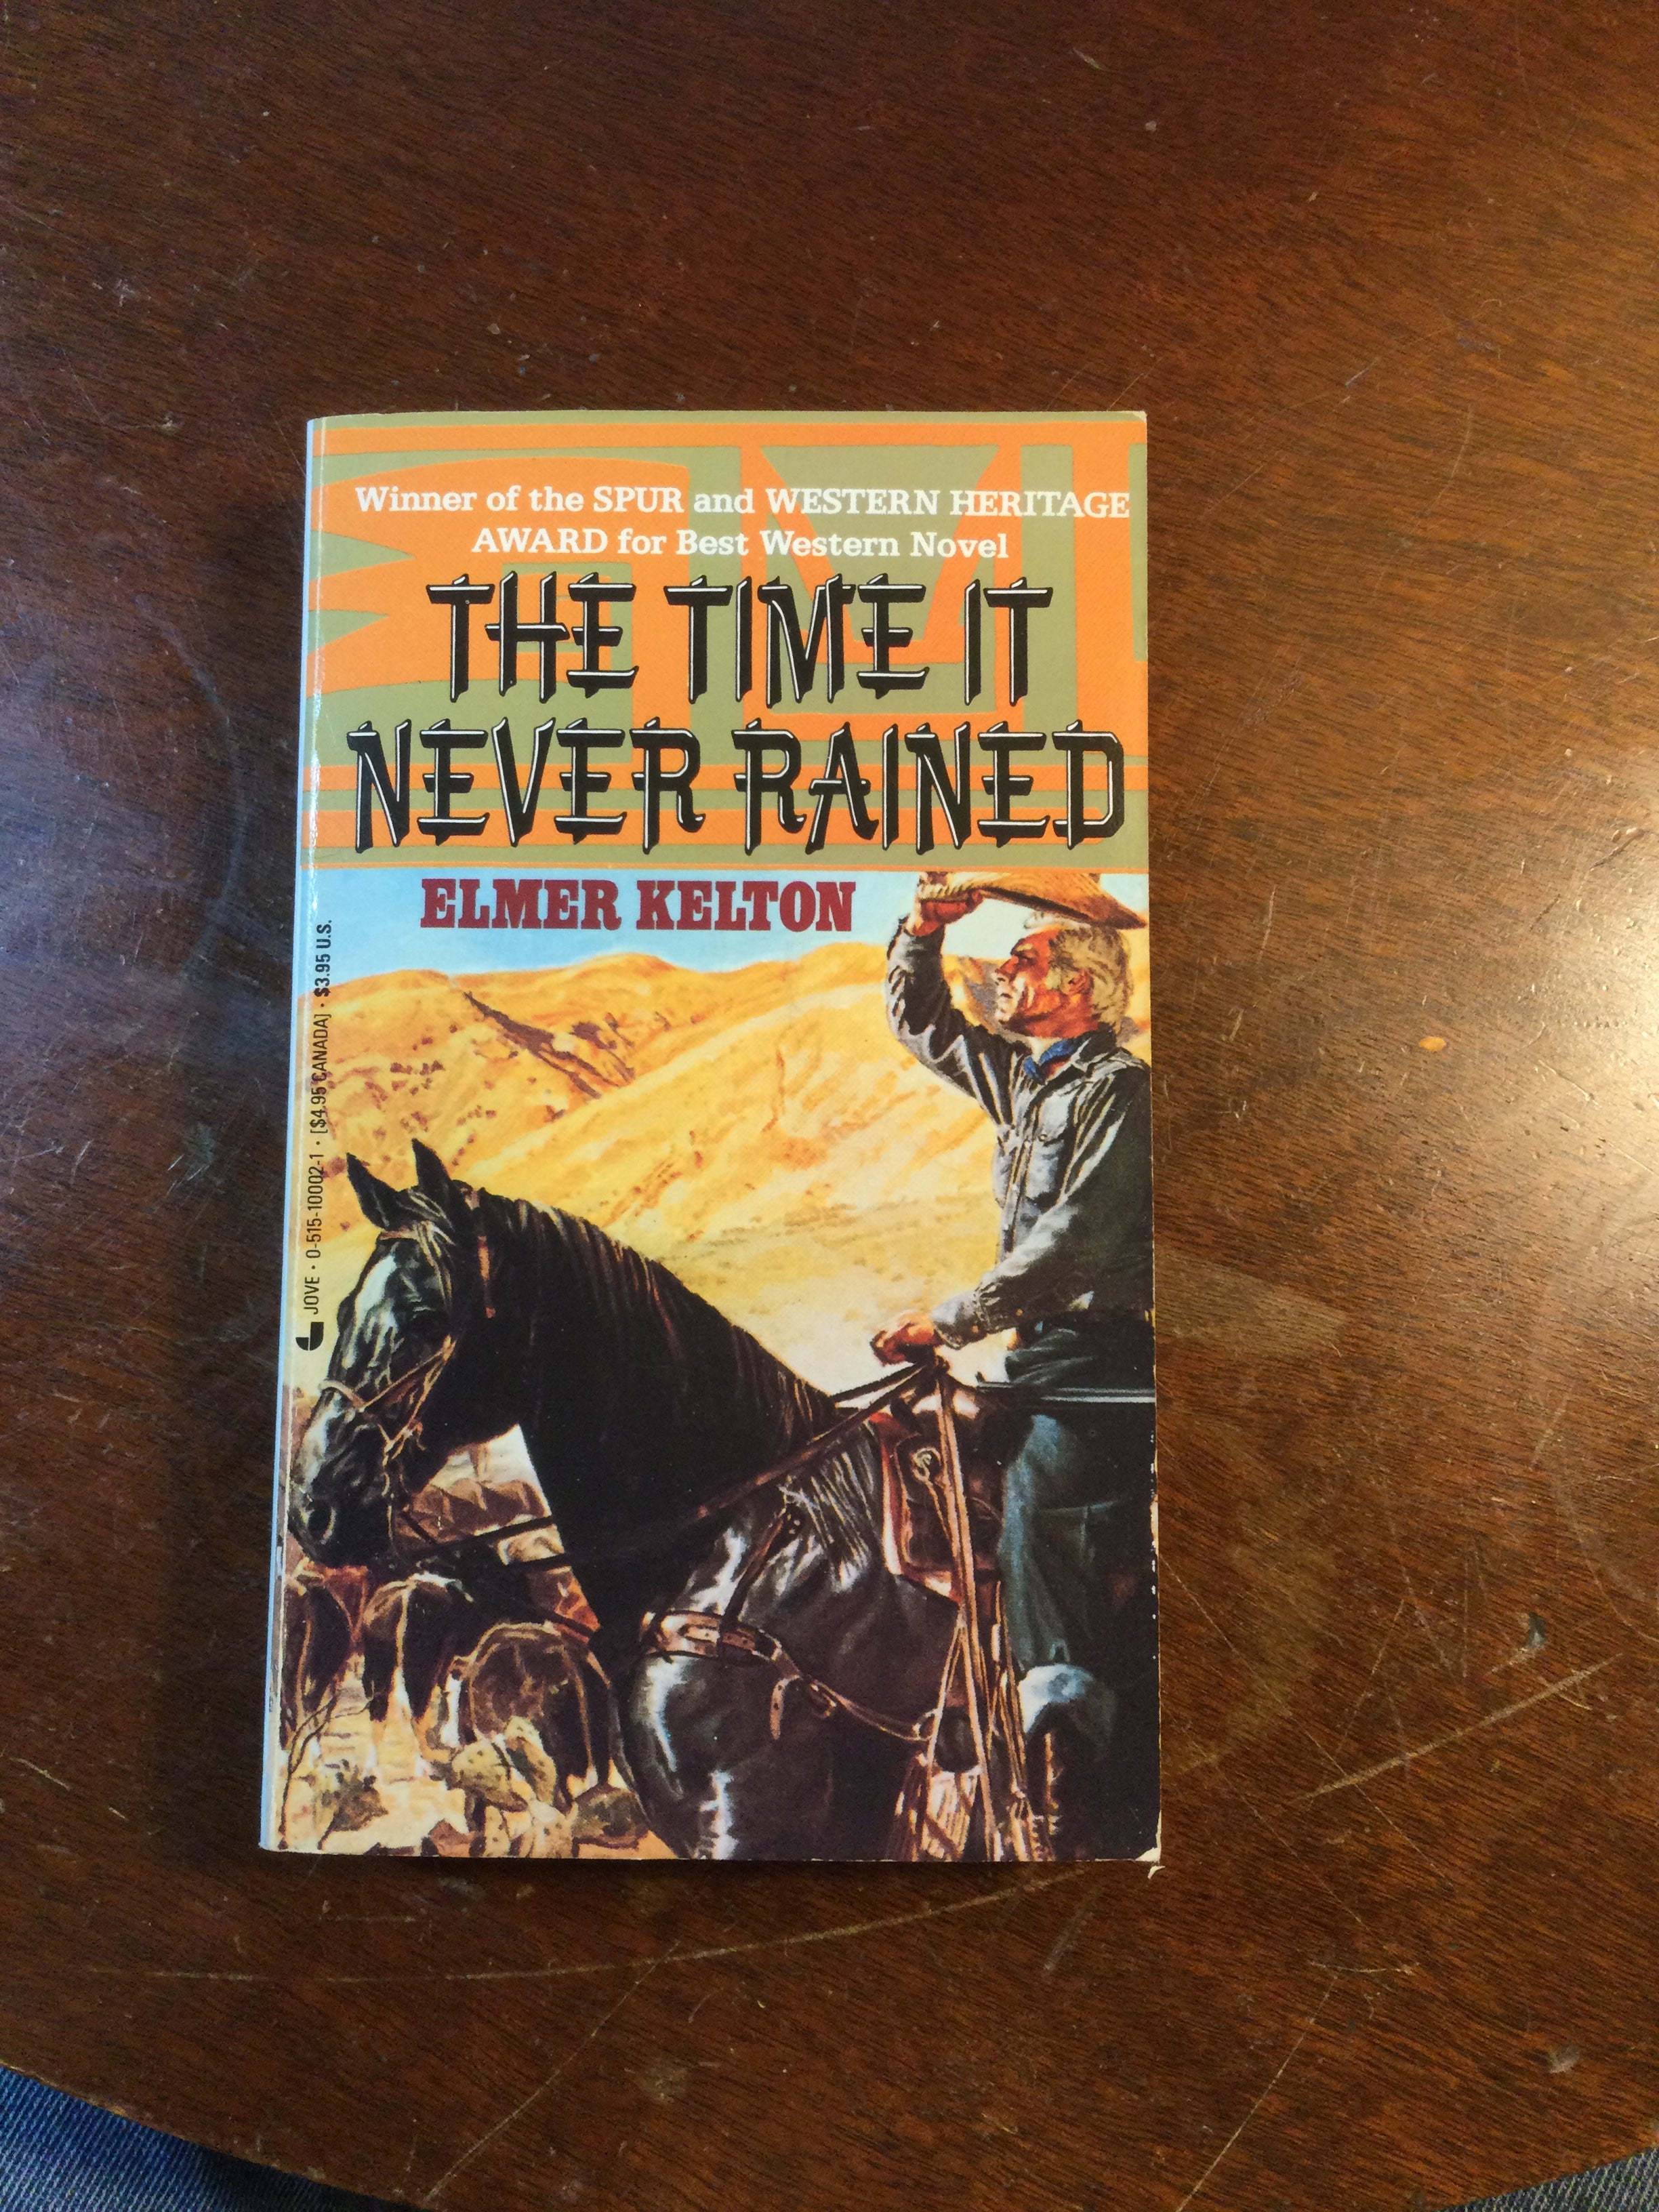 Winner of the SPUR and WESTERN HERITAGE
AWARD for Best Western Novel
THE TIME IT
NEVER RAINED
ELMER KELTON
JOVE • 0-515-10002-1 • [$4.95 CANADA] • $3.95 U.S.